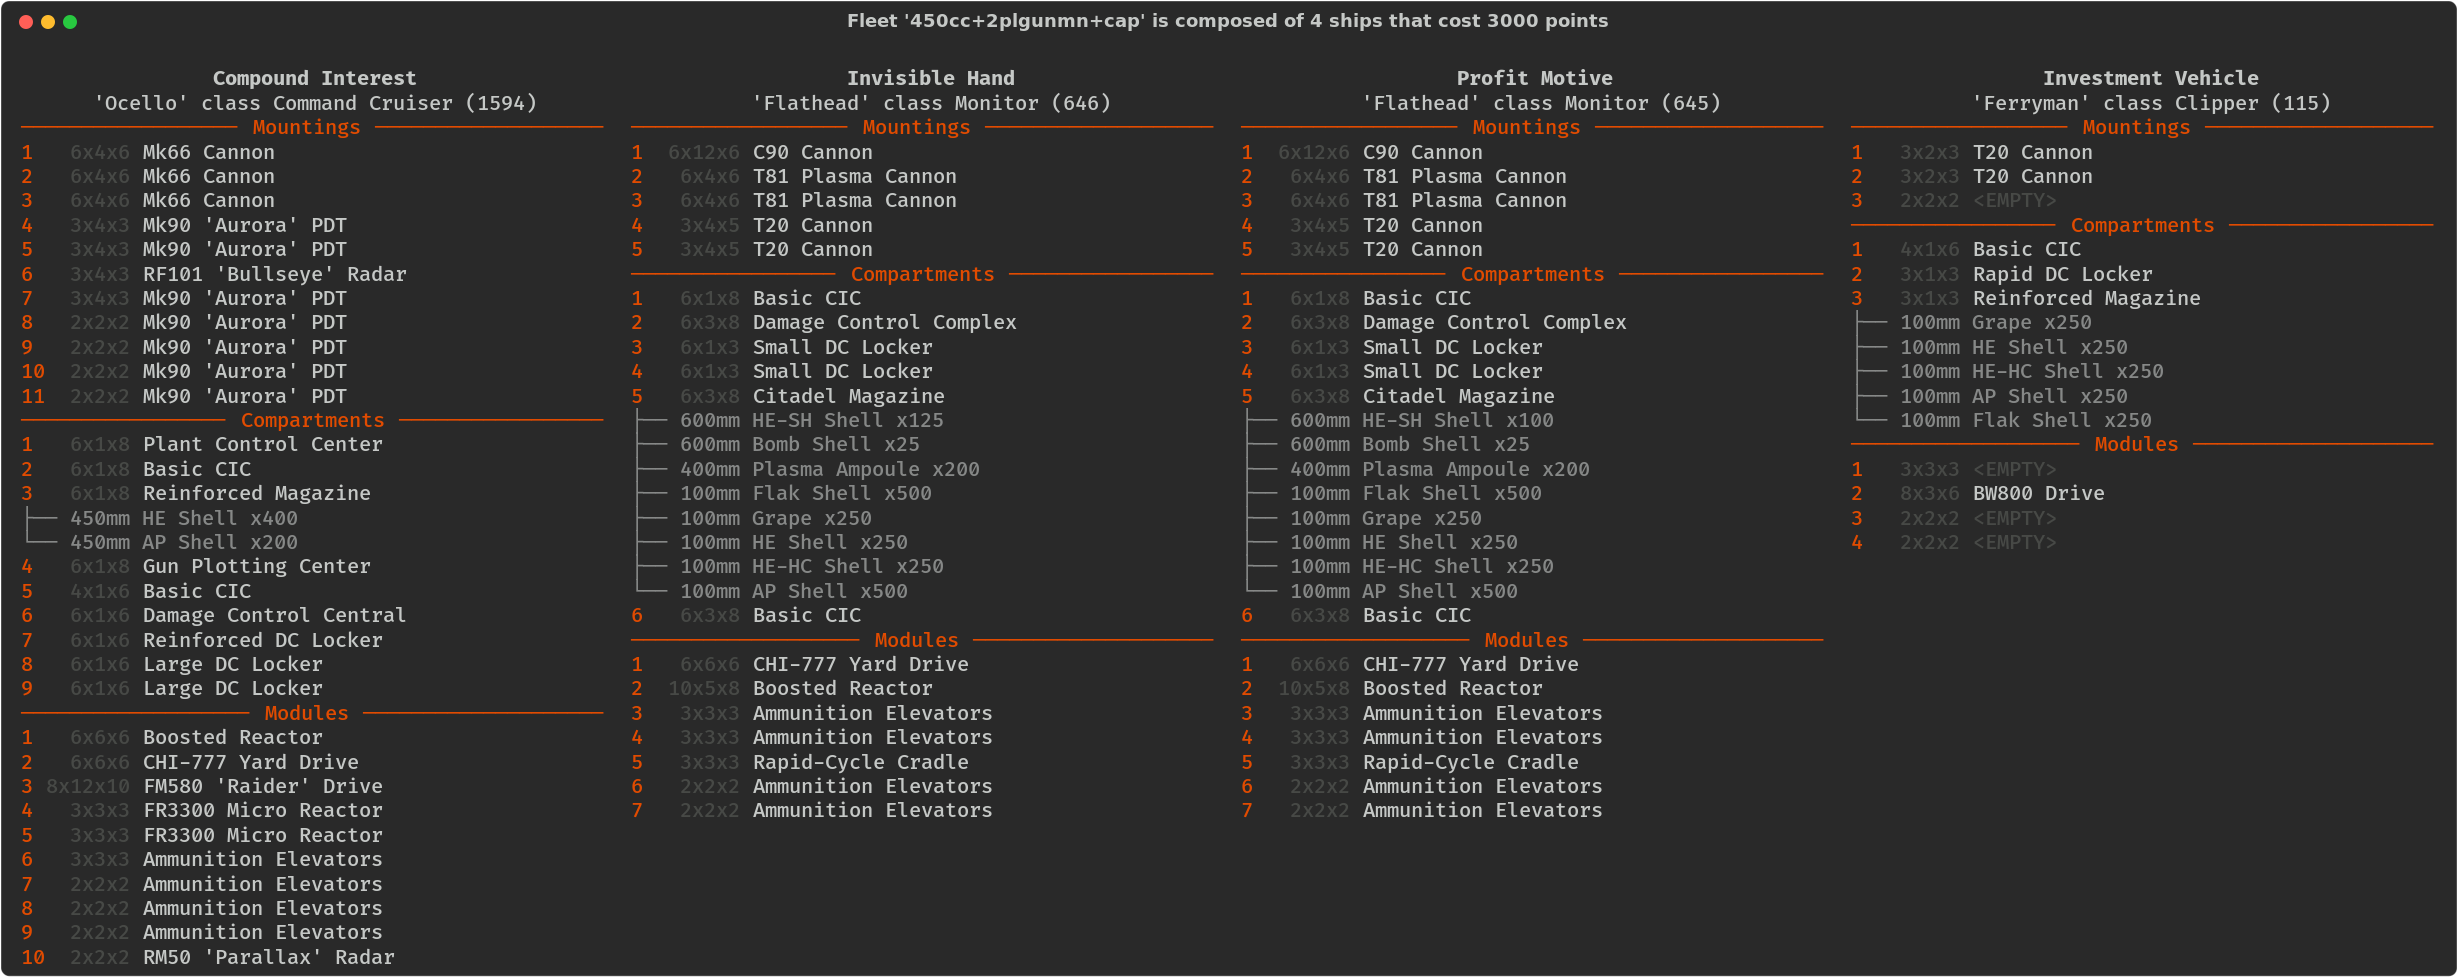 Fleet '450cc+2plgunmn+cap' is composed of 4 ships that cost 3000 points
Compound Interest
'Ocello' class Command Cruiser (1594)
Mountings
1 6x4x6 Mk66 Cannon
2 6x4x6 Mk66 Cannon
3 6x4x6 Mk66 Cannon
4 3x4x3 Mk90 'Aurora' PDT
5 3x4x3 Mk90 'Aurora' PDT
6 3x4x3 RF101 'Bullseye' Radar
7 3x4x3 Mk90 'Aurora' PDT
8 2x2x2 Mk90 'Aurora' PDT
9 2x2x2 Mk90 'Aurora' PDT
10 2x2x2 Mk90 'Aurora' PDT
11 2x2x2 Mk90 'Aurora' PDT
Compartments
1 6x1x8 Plant Control Center
2 6x1x8 Basic CIC
3 6x1x8 Reinforced Magazine
450mm HE Shell x400
450mm AP Shell x200
4 6x1x8 Gun Plotting Center
5 4x1x6 Basic CIC
6 6x1x6 Damage Control Central
7 6x1x6 Reinforced DC Locker
8 6x1x6 Large DC Locker
9 6x1x6 Large DC Locker
Modules
1 6x6x6 Boosted Reactor
2 6x6x6 CHI-777 Yard Drive
3 8x12x10 FM580 'Raider' Drive
4 3x3x3 FR3300 Micro Reactor
5 3x3x3 FR3300 Micro Reactor
6 3x3x3 Ammunition Elevators
7 2x2x2 Ammunition Elevators
8 2x2x2 Ammunition Elevators
9 2x2x2 Ammunition Elevators
10 2x2x2 RM50 'Parallax' Radar
Invisible Hand
'Flathead' class Monitor (646)
Mountings
1 6x12x6 C90 Cannon
2 6x4x6 T81 Plasma Cannon
3 6x4x6 T81 Plasma Cannon
4 3x4x5 T20 Cannon
5 3x4x5 T20 Cannon
Compartments
1 6x1x8 Basic CIC
2 6x3x8 Damage Control Complex
3 6x1x3 Small DC Locker
4 6x1x3 Small DC Locker
5 6x3x8 Citadel Magazine
600mm HE-SH Shell x125
600mm Bomb Shell x25
400mm Plasma Ampoule x200
100mm Flak Shell x500
100mm Grape x250
100mm HE Shell x250
100mm HE-HC Shell x250
100mm AP Shell x500
6 6x3x8 Basic CIC
Modules
1 6x6x6 CHI-777 Yard Drive
2 10x5x8 Boosted Reactor
3 3x3x3 Ammunition Elevators
4 3x3x3 Ammunition Elevators
5 3x3x3 Rapid-Cycle Cradle
6 2x2x2 Ammunition Elevators
7 2x2x2 Ammunition Elevators
Profit Motive
'Flathead' class Monitor (645)
Mountings
1 6x12x6 C90 Cannon
2 6x4x6 T81 Plasma Cannon
3 6x4x6 T81 Plasma Cannon
4 3x4x5 T20 Cannon
5 3x4x5 T20 Cannon
Compartments
1 6x1x8 Basic CIC
2 6x3x8 Damage Control Complex
3 6x1x3 Small DC Locker
4 6x1x3 Small DC Locker
5 6x3x8 Citadel Magazine
600mm HE-SH Shell x100
600mm Bomb Shell x25
400mm Plasma Ampoule x200
100mm Flak Shell x500
100mm Grape x250
100mm HE Shell x250
100mm HE-HC Shell x250
100mm AP Shell x500
6 6x3x8 Basic CIC
Modules
1 6x6x6 CHI-777 Yard Drive
2 10x5x8 Boosted Reactor
3 3x3x3 Ammunition Elevators
4 3x3x3 Ammunition Elevators
5 3x3x3 Rapid-Cycle Cradle
6 2x2x2 Ammunition Elevators
7 2x2x2 Ammunition Elevators
Investment Vehicle
'Ferryman' class Clipper (115)
Mountings
1 3x2x3 T20 Cannon
2 3x2x3 T20 Cannon
3 2x2x2 <EMPTY>
Compartments
1 4x1x6 Basic CIC
2 3x1x3 Rapid DC Locker
3 3x1x3 Reinforced Magazine
100mm Grape x250
100mm HE Shell x250
100mm HE-HC Shell x250
100mm AP Shell x250
100mm Flak Shell x250
Modules
1 3x3x3 <EMPTY>
2 8x3x6 BW800 Drive
3 2x2x2 <EMPTY>
4 2x2x2 <EMPTY>